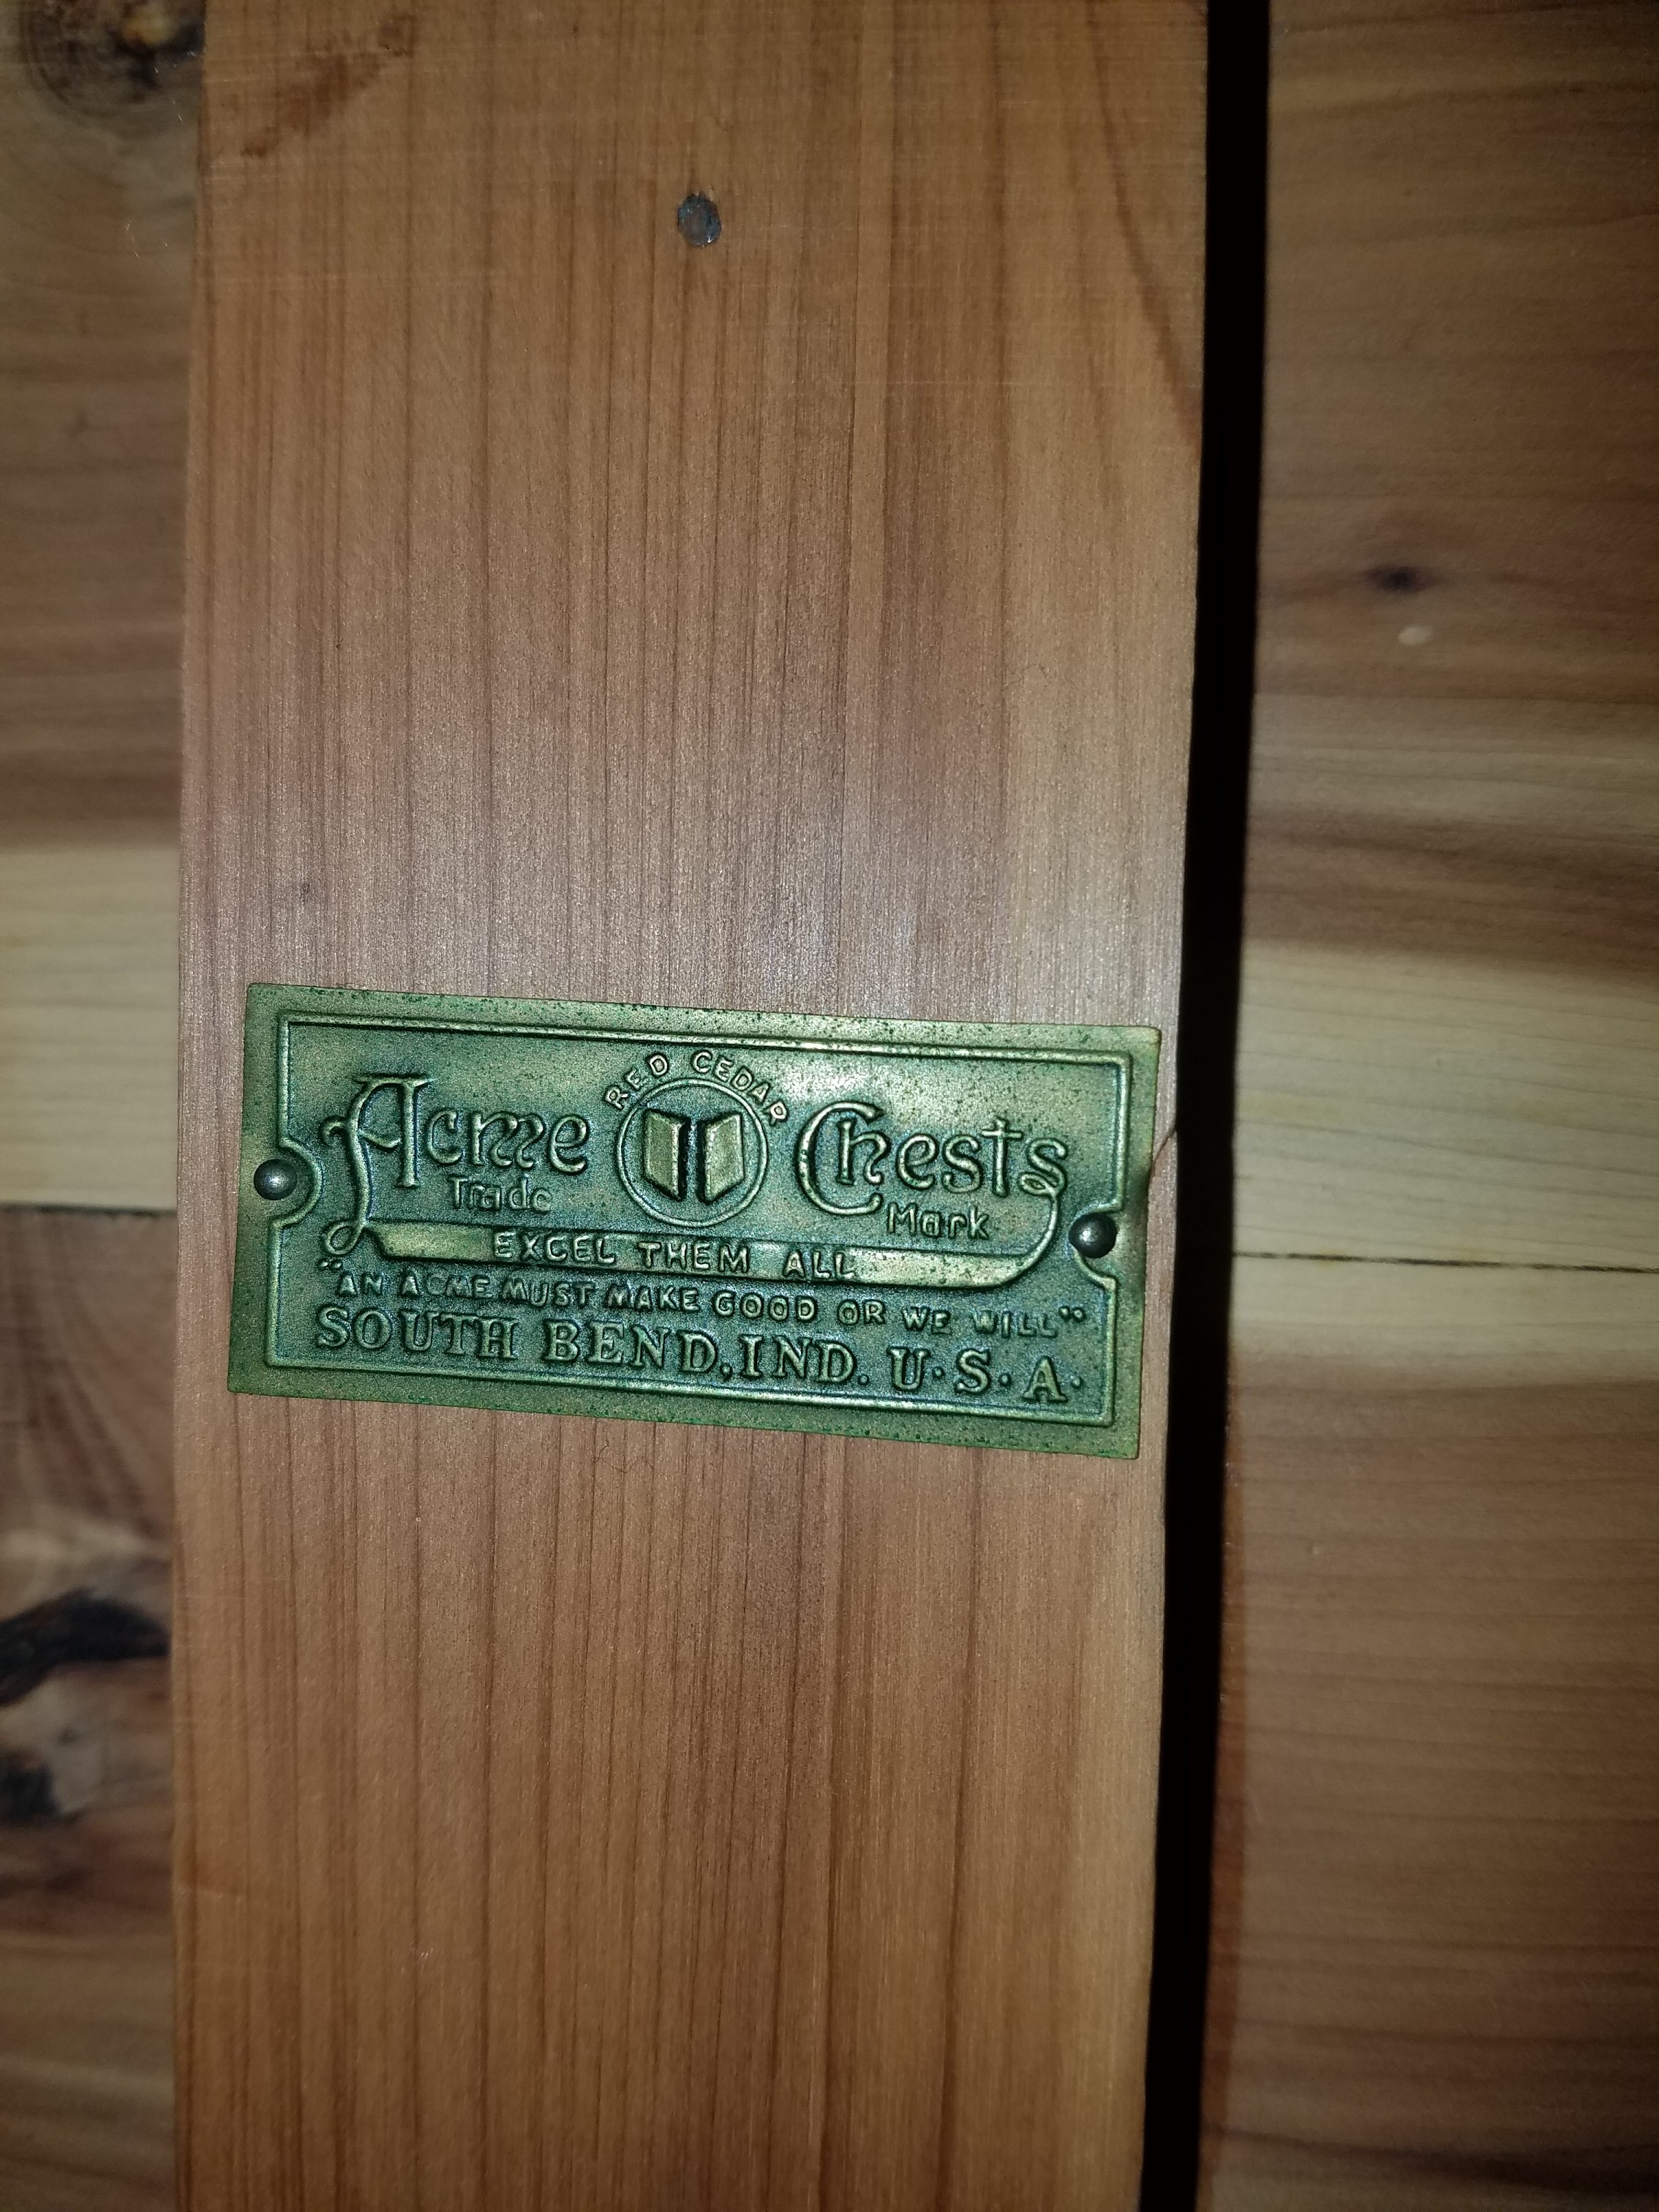 RED CEDAR
Acme Chests
Trade Mark
EXCEL THEM ALL
"AN ACME MUST MAKE GOOD OR WE WILL"
SOUTH BEND, IND. U.S.A.